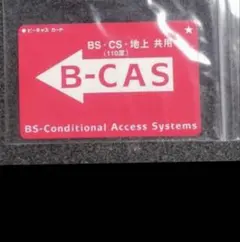 ●ビーキャス カード ★
BS・CS・地上 共用
(110度)
B-CAS
BS-Conditional Access Systems